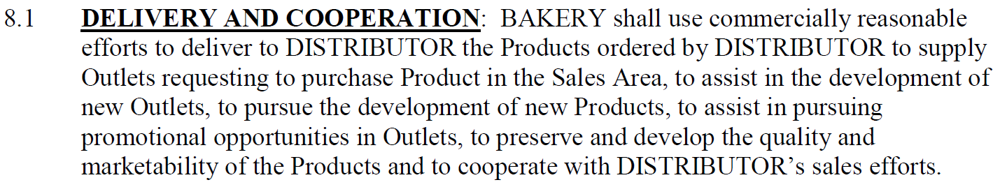 8.1 DELIVERY AND COOPERATION: BAKERY shall use commercially reasonable
efforts to deliver to DISTRIBUTOR the Products ordered by DISTRIBUTOR to supply
Outlets requesting to purchase Product in the Sales Area, to assist in the development of
new Outlets, to pursue the development of new Products, to assist in pursuing
promotional opportunities in Outlets, to preserve and develop the quality and
marketability of the Products and to cooperate with DISTRIBUTOR’s sales efforts.